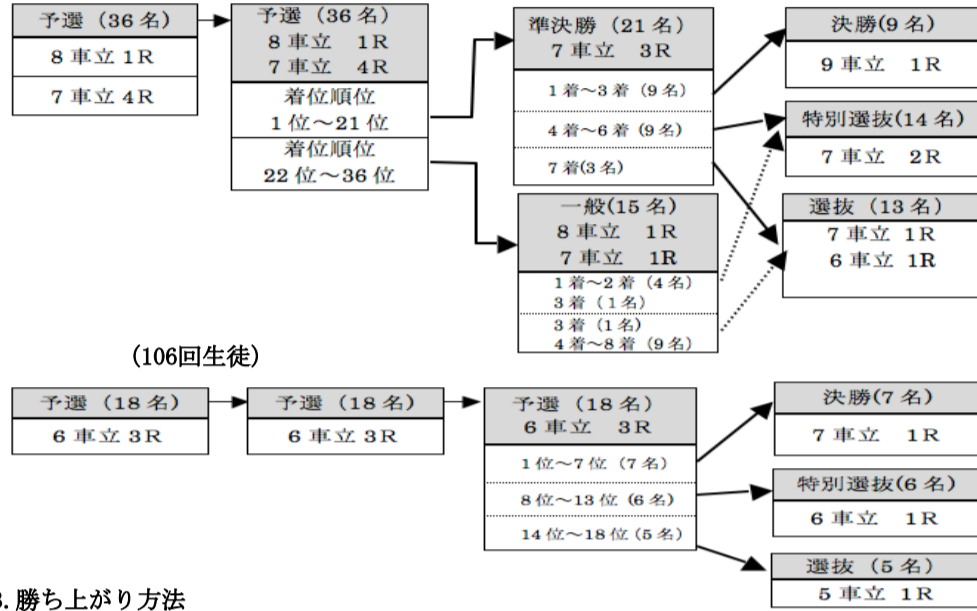 予選（36名）
8車立1R
7車立4R
予選（36名）
8車立 1R
7車立 4R
着位順位
1位～21位
着位順位
22位～36位
準決勝（21名）
7車立 3R
1着～3着（9名）
4着～6着（9名）
7着(3名)
一般(15名)
8車立 1R
7車立 1R
1着～2着（4名）
3着（1名）
3着（1名）
4着～8着（9名）
決勝(9名)
9車立 1R
特別選抜(14名)
7車立 2R
選抜（13名）
7車立 1R
6車立 1R
(106回生徒)
予選（18名）
6車立3R
予選（18名）
6車立3R
予選（18名）
6車立 3R
1位～7位（7名）
8位～13位（6名）
14位～18位（5名）
決勝(7名)
7車立 1R
特別選抜(6名)
6車立 1R
選抜（5名）
5車立 1R
3.勝ち上がり方法